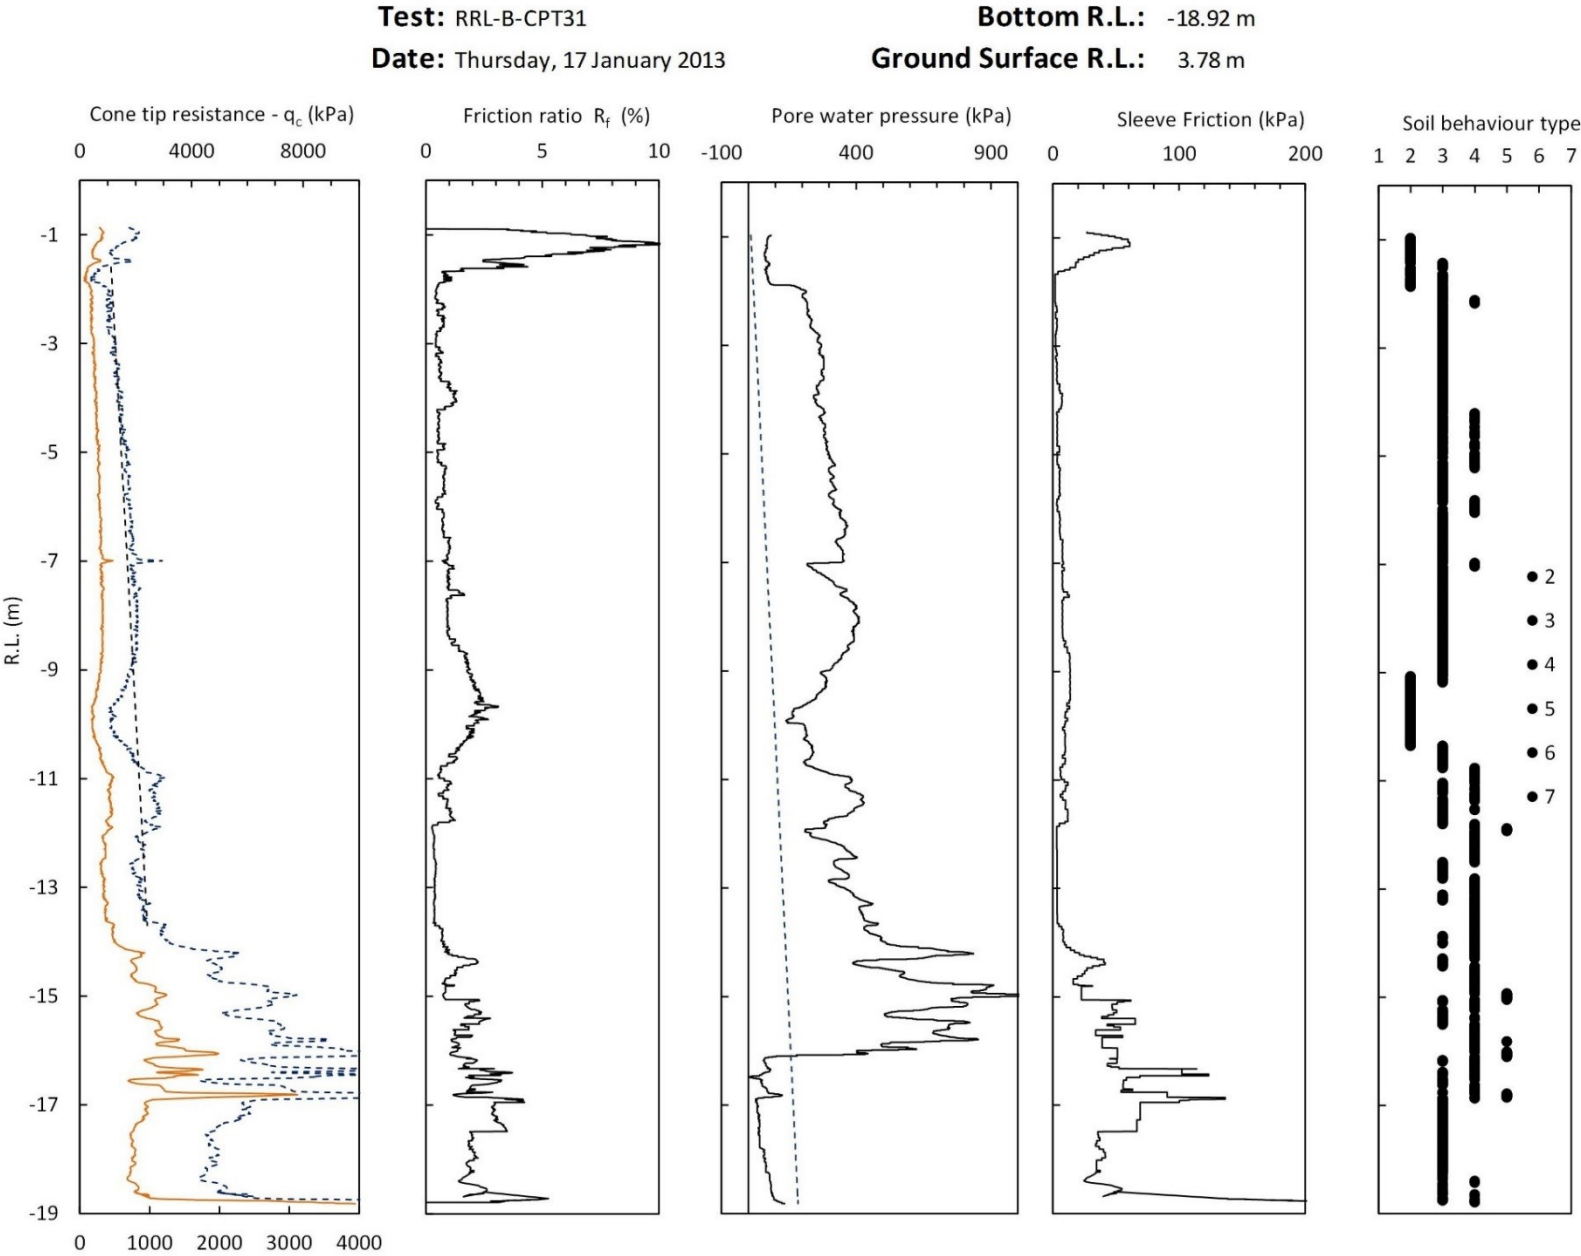 Test: RRL-B-CPT31 Bottom R.L.: -18.92 m
Date: Thursday, 17 January 2013 Ground Surface R.L.: 3.78 m
Cone tip resistance - qc (kPa) Friction ratio Rf (%) Pore water pressure (kPa) Sleeve Friction (kPa) Soil behaviour type
0 4000 8000 0 5 10 -100 400 900 0 100 200 1 2 3 4 5 6 7
-1
-3
-5
-7
2
3
R.L. (m)
4
-9
5
6
-11
7
-13
-15
-17
-19
0 1000 2000 3000 4000